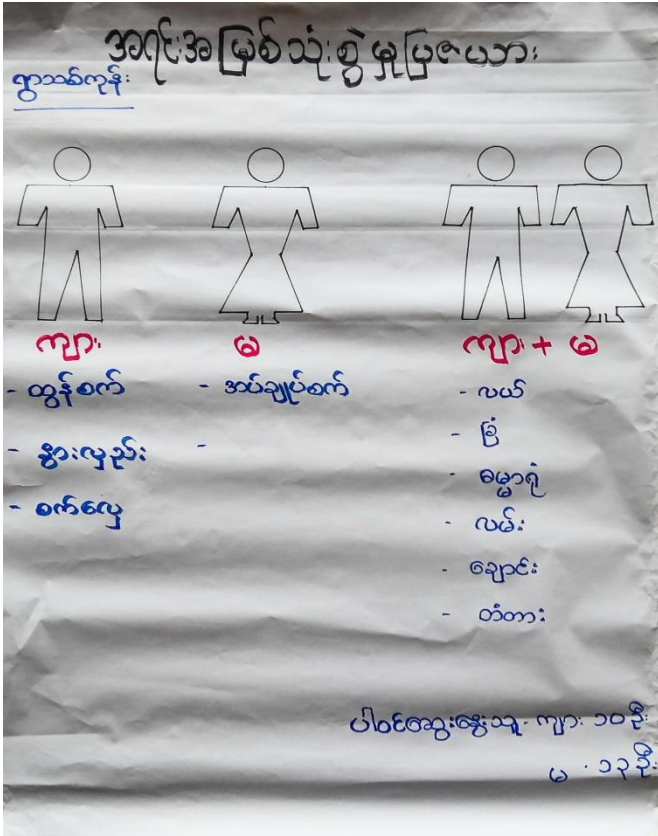 အရင်းအမြစ်သုံးစွဲမှုပြဇယား
ရွာသစ်ကုန်း
ကျား
မ
ကျား + မ
- ထွန်စက်
- နွားလှည်း
- စက်လှေ
- အပ်ချုပ်စက်
-
- လယ်
- ခြံ
- ဓမ္မာရုံ
- လမ်း
- ချောင်း
- တံတား
ပါဝင်ဆွေးနွေးသူ - ကျား ၁၀ ဦး
မ - ၁၃ ဦး